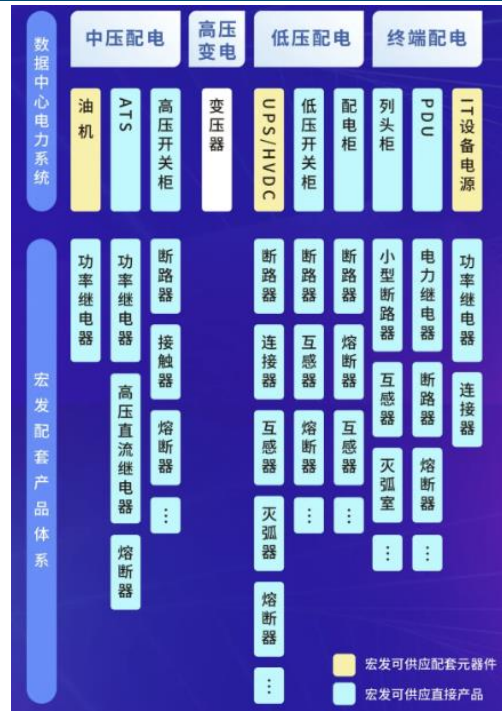 数据中心电力系统
中压配电
高压变电
低压配电
终端配电
油机
ATS
高压开关柜
变压器
UPS/HVDC
低压开关柜
配电柜
列头柜
PDU
IT设备电源
宏发配套产品体系
功率继电器
功率继电器
高压直流继电器
熔断器
断路器
接触器
熔断器
...
断路器
连接器
互感器
灭弧器
熔断器
...
断路器
互感器
熔断器
...
断路器
熔断器
互感器
...
小型断路器
互感器
灭弧室
...
电力继电器
断路器
熔断器
...
功率继电器
连接器
宏发可供应配套元器件
宏发可供应直接产品